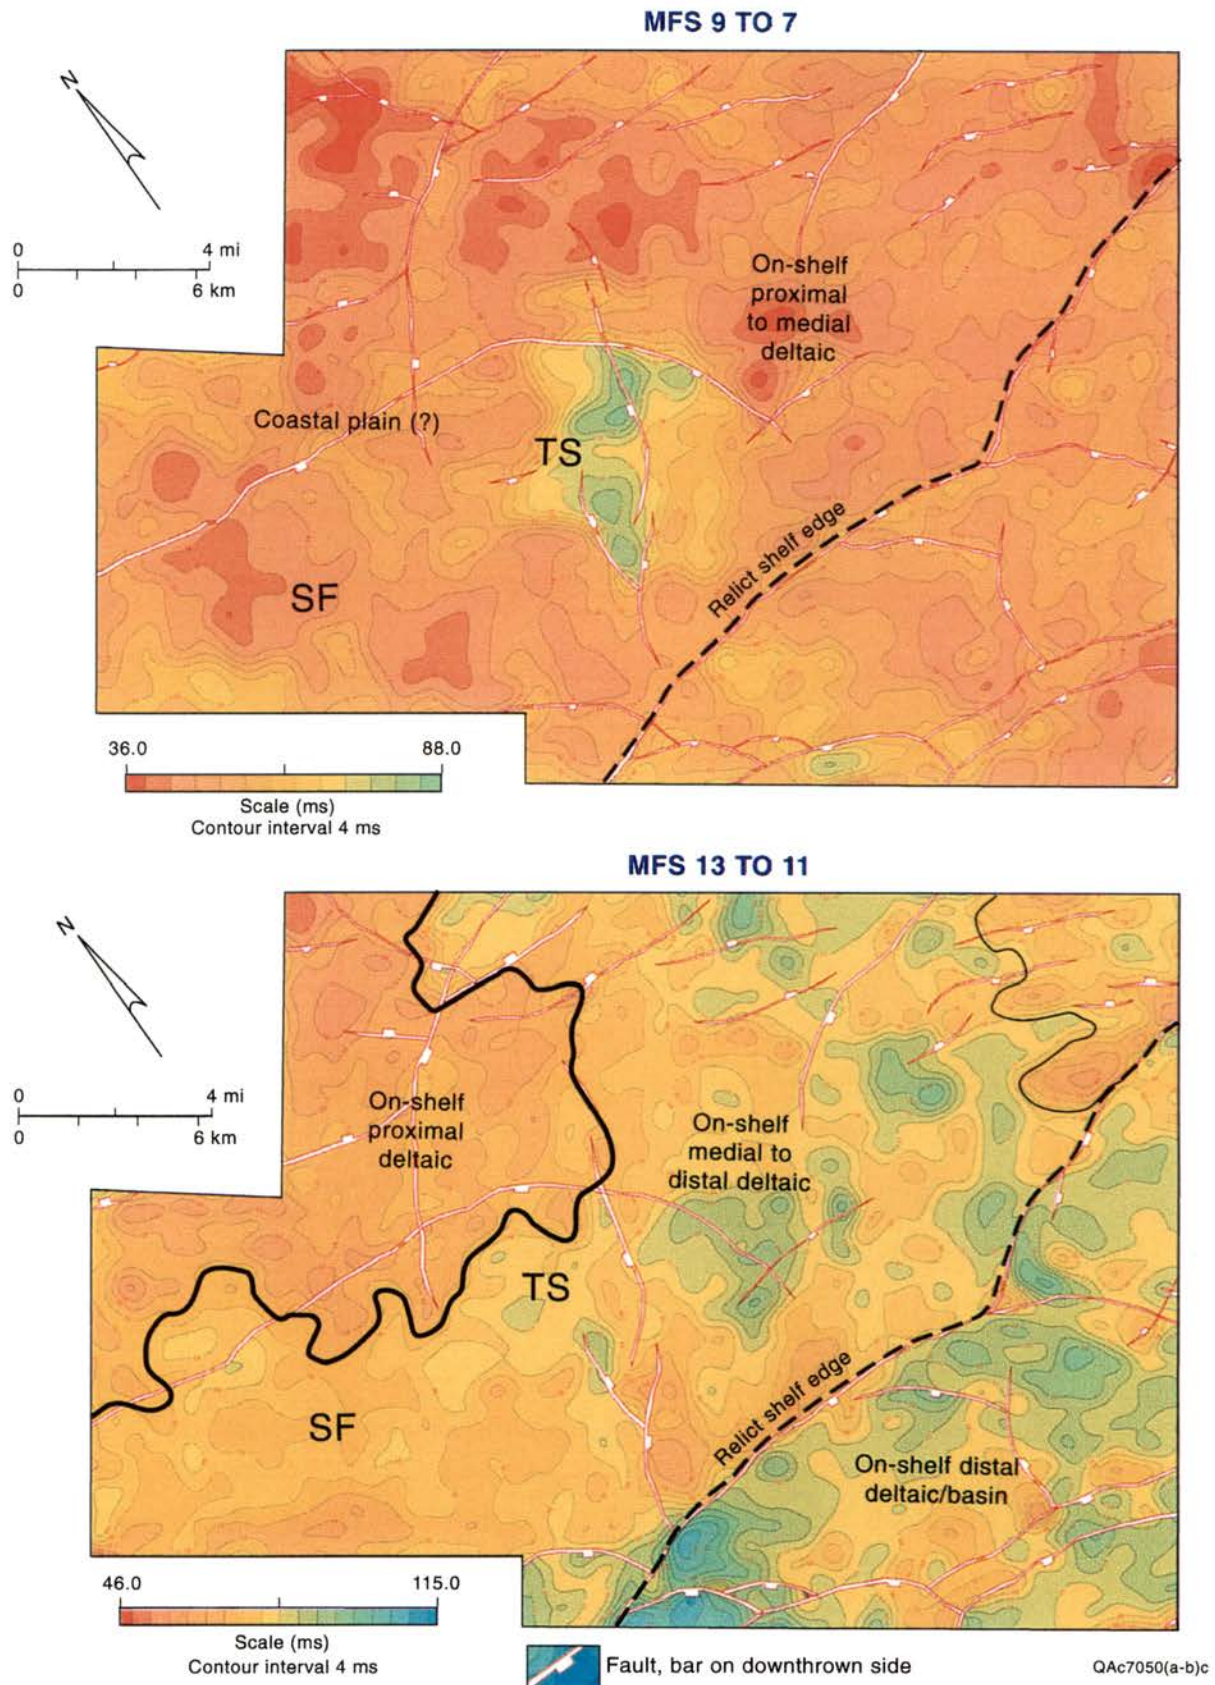 MFS 9 TO 7
N
0 4 mi
0 6 km
On-shelf
proximal
to medial
deltaic
Coastal plain (?)
TS
Relict shelf edge
SF
36.0 88.0
Scale (ms)
Contour interval 4 ms
MFS 13 TO 11
N
0 4 mi
0 6 km
On-shelf
proximal
deltaic
On-shelf
medial to
distal deltaic
TS
Relict shelf edge
SF
On-shelf distal
deltaic/basin
46.0 115.0
Scale (ms)
Contour interval 4 ms
Fault, bar on downthrown side
QAc7050(a-b)c